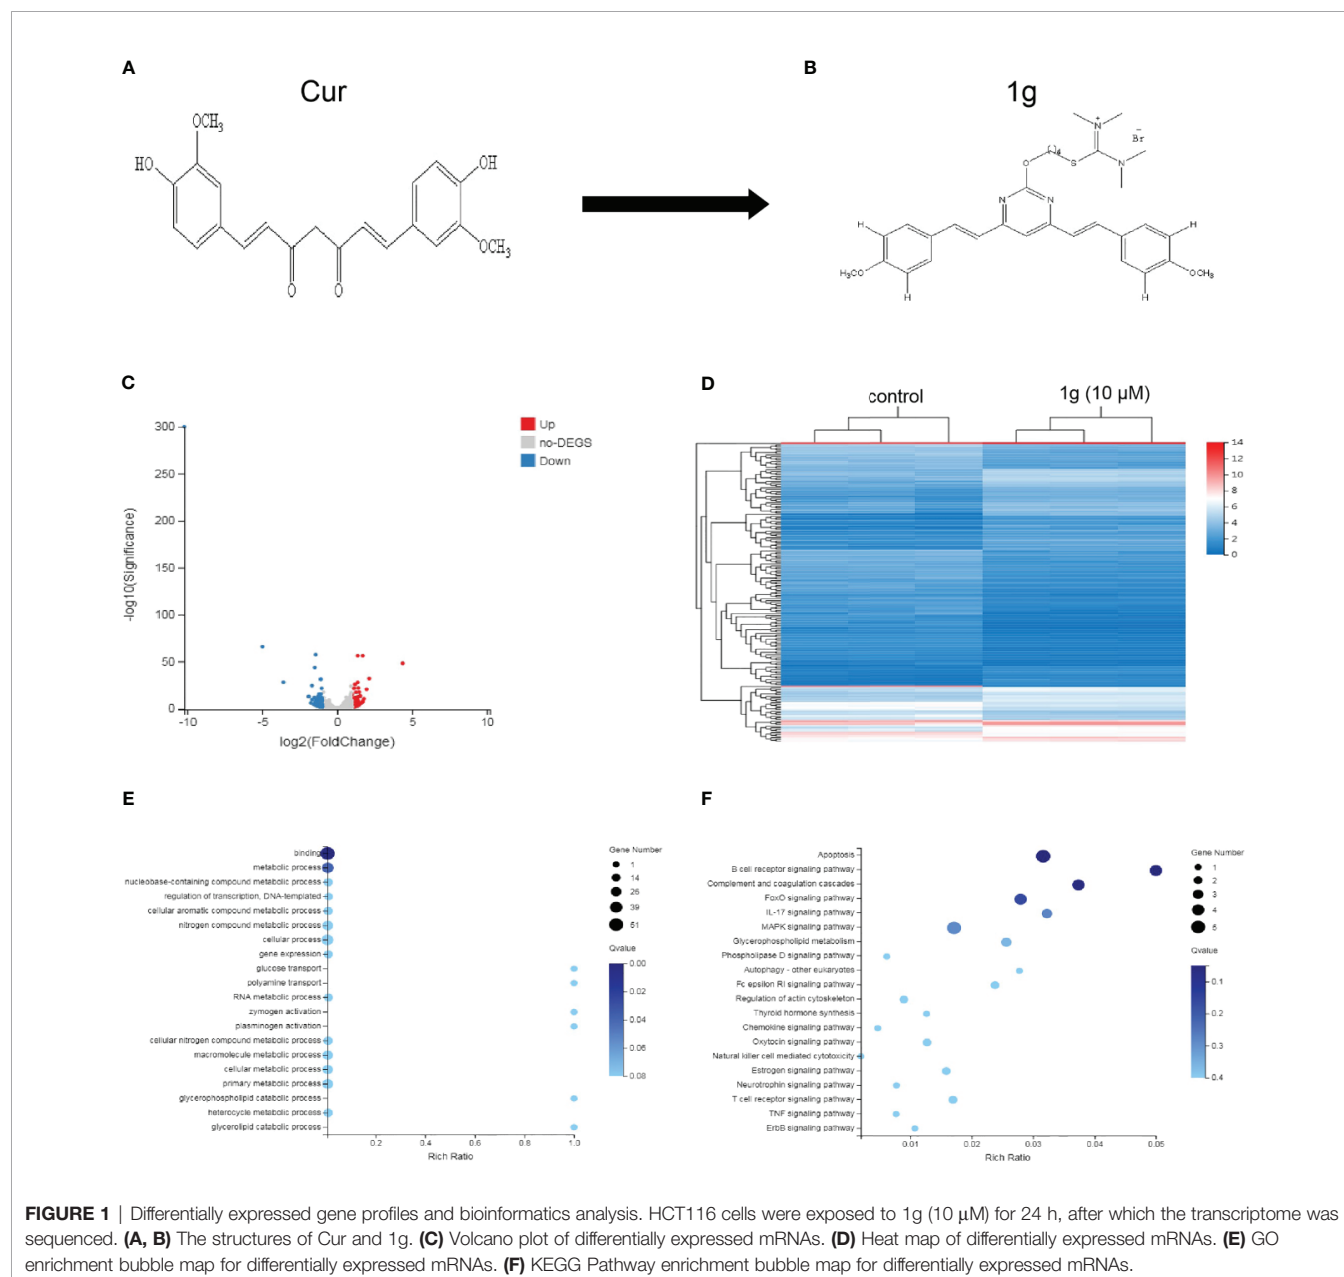 A
Cur
OCH3
HO
OH
OCH3
O
O
B
1g
N+
Br−
( )4
O
S
N
N
N
H
H
H3CO
OCH3
H
H
C
Up
no-DEGS
Down
300
250
200
150
100
50
0
-10
-5
0
5
10
-log10(Significance)
log2(FoldChange)
D
control
1g (10 µM)
14
12
10
8
6
4
2
0
E
binding
metabolic process
nucleobase-containing compound metabolic process
regulation of transcription, DNA-templated
cellular aromatic compound metabolic process
nitrogen compound metabolic process
cellular process
gene expression
glucose transport
polyamine transport
RNA metabolic process
zymogen activation
plasminogen activation
cellular nitrogen compound metabolic process
macromolecule metabolic process
cellular metabolic process
primary metabolic process
glycerophospholipid catabolic process
heterocycle metabolic process
glycerolipid catabolic process
0.2
0.4
0.6
0.8
1.0
Rich Ratio
Gene Number
1
14
26
39
51
Qvalue
0.00
0.02
0.04
0.06
0.08
F
Apoptosis
B cell receptor signaling pathway
Complement and coagulation cascades
FoxO signaling pathway
IL-17 signaling pathway
MAPK signaling pathway
Glycerophospholipid metabolism
Phospholipase D signaling pathway
Autophagy - other eukaryotes
Fc epsilon RI signaling pathway
Regulation of actin cytoskeleton
Thyroid hormone synthesis
Chemokine signaling pathway
Oxytocin signaling pathway
Natural killer cell mediated cytotoxicity
Estrogen signaling pathway
Neurotrophin signaling pathway
T cell receptor signaling pathway
TNF signaling pathway
ErbB signaling pathway
0.01
0.02
0.03
0.04
0.05
Rich Ratio
Gene Number
1
2
3
4
5
Qvalue
0.1
0.2
0.3
0.4
FIGURE 1 | Differentially expressed gene profiles and bioinformatics analysis. HCT116 cells were exposed to 1g (10 µM) for 24 h, after which the transcriptome was
sequenced. (A, B) The structures of Cur and 1g. (C) Volcano plot of differentially expressed mRNAs. (D) Heat map of differentially expressed mRNAs. (E) GO
enrichment bubble map for differentially expressed mRNAs. (F) KEGG Pathway enrichment bubble map for differentially expressed mRNAs.